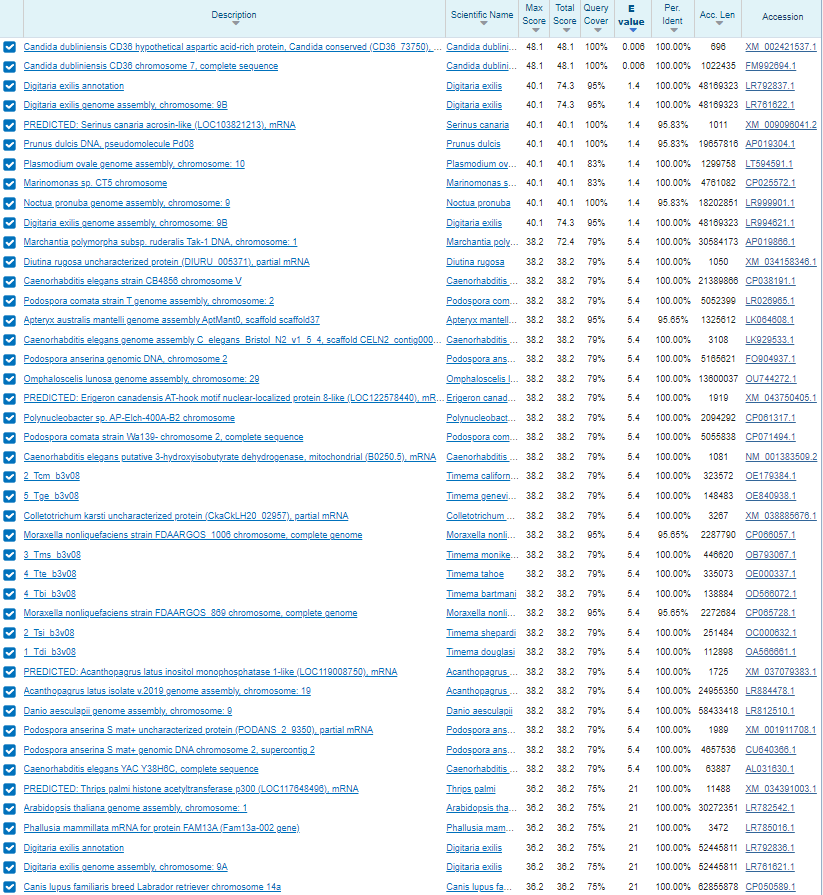 Description Scientific Name Max Score Total Score Query Cover E value Per. Ident Acc. Len Accession
Candida dubliniensis CD36 hypothetical aspartic acid-rich protein, Candida conserved (CD36_73750), ... Candida dublini... 48.1 48.1 100% 0.006 100.00% 696 XM_002421537.1
Candida dubliniensis CD36 chromosome 7, complete sequence Candida dublini... 48.1 48.1 100% 0.006 100.00% 1022435 FM992694.1
Digitaria exilis annotation Digitaria exilis 40.1 74.3 95% 1.4 100.00% 48169323 LR792837.1
Digitaria exilis genome assembly, chromosome: 9B Digitaria exilis 40.1 74.3 95% 1.4 100.00% 48169323 LR761622.1
PREDICTED: Serinus canaria acrosin-like (LOC103821213), mRNA Serinus canaria 40.1 40.1 100% 1.4 95.83% 1011 XM_009096041.2
Prunus dulcis DNA, pseudomolecule Pd08 Prunus dulcis 40.1 40.1 100% 1.4 95.83% 19657816 AP019304.1
Plasmodium ovale genome assembly, chromosome: 10 Plasmodium ov... 40.1 40.1 83% 1.4 100.00% 1299758 LT594591.1
Marinomonas sp. CT5 chromosome Marinomonas s... 40.1 40.1 83% 1.4 100.00% 4761082 CP025572.1
Noctua pronuba genome assembly, chromosome: 9 Noctua pronuba 40.1 40.1 100% 1.4 95.83% 18202851 LR999901.1
Digitaria exilis genome assembly, chromosome: 9B Digitaria exilis 40.1 74.3 95% 1.4 100.00% 48169323 LR994621.1
Marchantia polymorpha subsp. ruderalis Tak-1 DNA, chromosome: 1 Marchantia poly... 38.2 72.4 79% 5.4 100.00% 30584173 AP019866.1
Diutina rugosa uncharacterized protein (DIURU_005371), partial mRNA Diutina rugosa 38.2 38.2 79% 5.4 100.00% 1050 XM_034158346.1
Caenorhabditis elegans strain CB4856 chromosome V Caenorhabditis ... 38.2 38.2 79% 5.4 100.00% 21389866 CP038191.1
Podospora comata strain T genome assembly, chromosome: 2 Podospora com... 38.2 38.2 79% 5.4 100.00% 5052399 LR026965.1
Apteryx australis mantelli genome assembly AptMant0, scaffold scaffold37 Apteryx mantell... 38.2 38.2 95% 5.4 95.65% 1325612 LK064608.1
Caenorhabditis elegans genome assembly C_elegans_Bristol_N2_v1_5_4, scaffold CELN2_contig000... Caenorhabditis ... 38.2 38.2 79% 5.4 100.00% 3108 LK929533.1
Podospora anserina genomic DNA, chromosome 2 Podospora ans... 38.2 38.2 79% 5.4 100.00% 5165621 FO904937.1
Omphaloscelis lunosa genome assembly, chromosome: 29 Omphaloscelis l... 38.2 38.2 79% 5.4 100.00% 13600037 OU744272.1
PREDICTED: Erigeron canadensis AT-hook motif nuclear-localized protein 8-like (LOC122578440), mR... Erigeron canad... 38.2 38.2 79% 5.4 100.00% 1919 XM_043750405.1
Polynucleobacter sp. AP-Elch-400A-B2 chromosome Polynucleobact... 38.2 38.2 79% 5.4 100.00% 2094292 CP061317.1
Podospora comata strain Wa139- chromosome 2, complete sequence Podospora com... 38.2 38.2 79% 5.4 100.00% 5055838 CP071494.1
Caenorhabditis elegans putative 3-hydroxyisobutyrate dehydrogenase, mitochondrial (B0250.5), mRNA Caenorhabditis ... 38.2 38.2 79% 5.4 100.00% 1081 NM_001383509.2
2_Tcm_b3v08 Timema californ... 38.2 38.2 79% 5.4 100.00% 323572 OE179384.1
5_Tge_b3v08 Timema genevi... 38.2 38.2 79% 5.4 100.00% 148483 OE840938.1
Colletotrichum karsti uncharacterized protein (CkaCkLH20_02957), partial mRNA Colletotrichum ... 38.2 38.2 79% 5.4 100.00% 3267 XM_038885676.1
Moraxella nonliquefaciens strain FDAARGOS_1006 chromosome, complete genome Moraxella nonli... 38.2 38.2 95% 5.4 95.65% 2287790 CP066057.1
3_Tms_b3v08 Timema monike... 38.2 38.2 79% 5.4 100.00% 446620 OB793067.1
4_Tte_b3v08 Timema tahoe 38.2 38.2 79% 5.4 100.00% 335073 OE000337.1
4_Tbi_b3v08 Timema bartmani 38.2 38.2 79% 5.4 100.00% 138884 OD566072.1
Moraxella nonliquefaciens strain FDAARGOS_869 chromosome, complete genome Moraxella nonli... 38.2 38.2 95% 5.4 95.65% 2272684 CP065728.1
2_Tsi_b3v08 Timema shepardi 38.2 38.2 79% 5.4 100.00% 251484 OC000632.1
1_Tdi_b3v08 Timema douglasi 38.2 38.2 79% 5.4 100.00% 112898 OA566661.1
PREDICTED: Acanthopagrus latus inositol monophosphatase 1-like (LOC119008750), mRNA Acanthopagrus ... 38.2 38.2 79% 5.4 100.00% 1725 XM_037079383.1
Acanthopagrus latus isolate v.2019 genome assembly, chromosome: 19 Acanthopagrus ... 38.2 38.2 79% 5.4 100.00% 24955350 LR884478.1
Danio aesculapii genome assembly, chromosome: 9 Danio aesculapii 38.2 38.2 79% 5.4 100.00% 58433418 LR812510.1
Podospora anserina S mat+ uncharacterized protein (PODANS_2_9350), partial mRNA Podospora ans... 38.2 38.2 79% 5.4 100.00% 1989 XM_001911708.1
Podospora anserina S mat+ genomic DNA chromosome 2, supercontig 2 Podospora ans... 38.2 38.2 79% 5.4 100.00% 4657536 CU640366.1
Caenorhabditis elegans YAC Y38H6C, complete sequence Caenorhabditis ... 38.2 38.2 79% 5.4 100.00% 63887 AL031630.1
PREDICTED: Thrips palmi histone acetyltransferase p300 (LOC117648496), mRNA Thrips palmi 36.2 36.2 75% 21 100.00% 11488 XM_034391003.1
Arabidopsis thaliana genome assembly, chromosome: 1 Arabidopsis tha... 36.2 36.2 75% 21 100.00% 30272351 LR782542.1
Phallusia mammillata mRNA for protein FAM13A (Fam13a-002 gene) Phallusia mam... 36.2 36.2 75% 21 100.00% 3472 LR785016.1
Digitaria exilis annotation Digitaria exilis 36.2 36.2 75% 21 100.00% 52445811 LR792836.1
Digitaria exilis genome assembly, chromosome: 9A Digitaria exilis 36.2 36.2 75% 21 100.00% 52445811 LR761621.1
Canis lupus familiaris breed Labrador retriever chromosome 14a Canis lupus fa... 36.2 36.2 75% 21 100.00% 62855878 CP050589.1